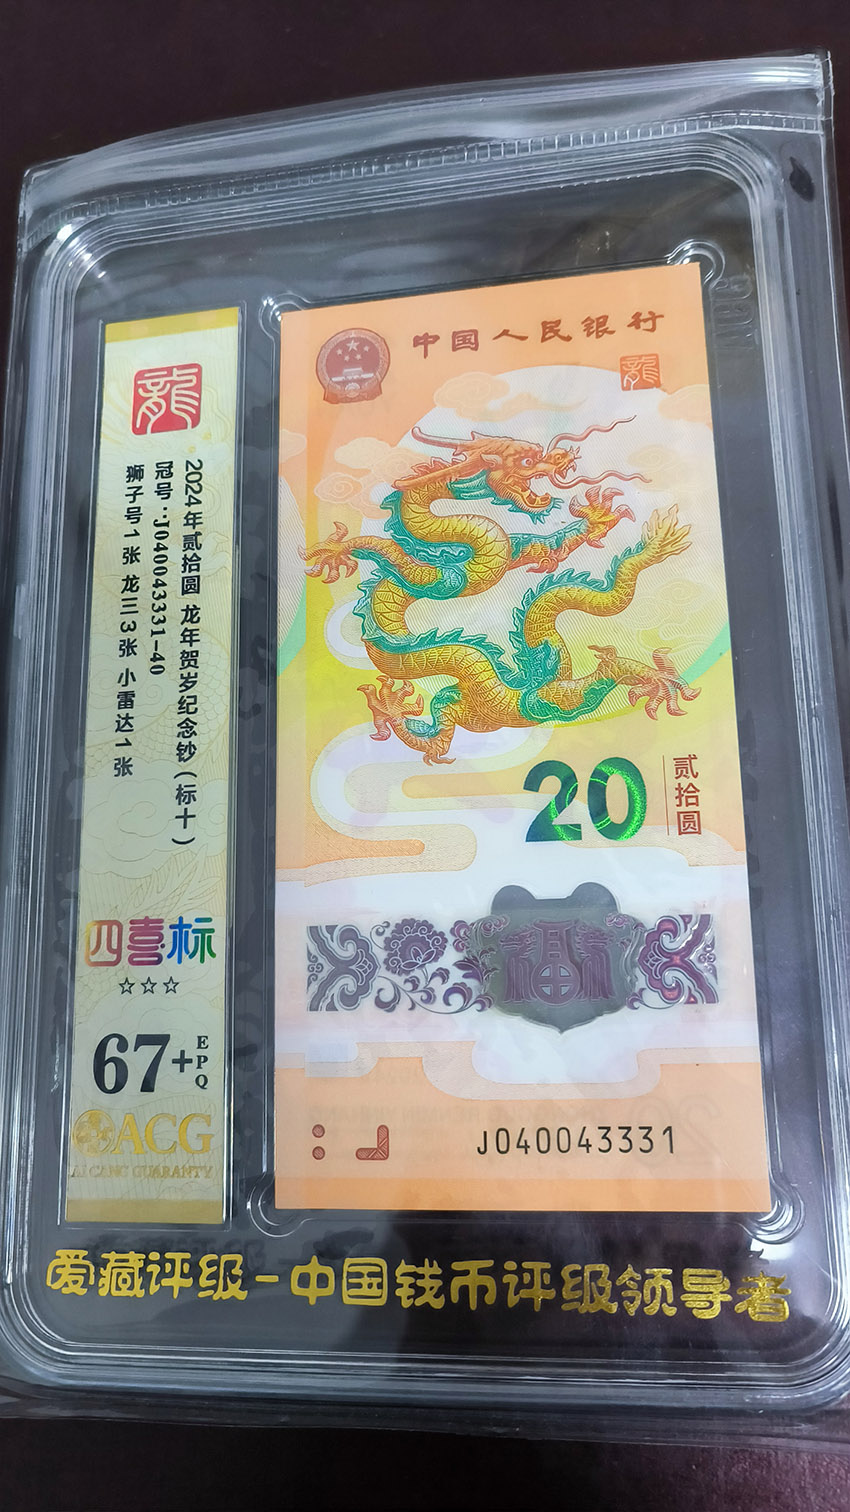 龍
2024年贰拾圆 龙年贺岁纪念钞(标十)
冠号:J040043331-40
狮子号1张 龙三3张 小雷达1张
四喜标
☆☆☆
67+EPQ
ACG
AI CANG GUARANTY
中国人民银行
龍
20
贰拾圆
福
J040043331
爱藏评级-中国钱币评级领导者